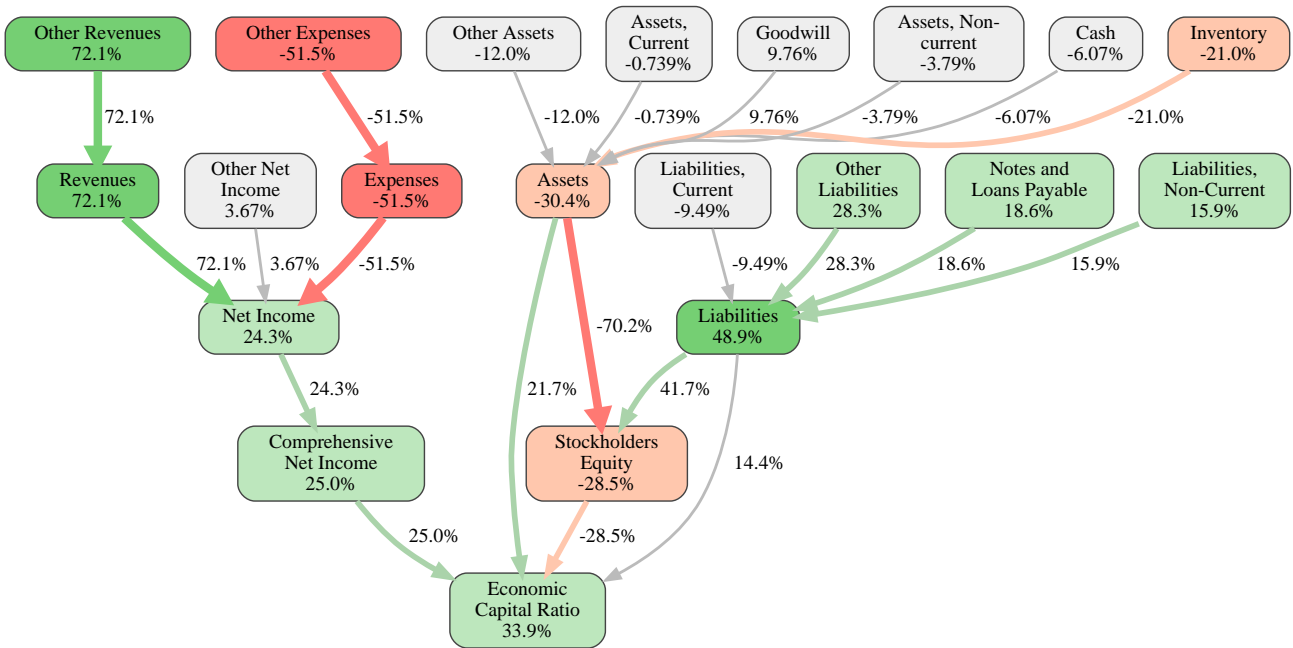 Other Revenues
72.1%
Other Expenses
-51.5%
Other Assets
-12.0%
Assets,
Current
-0.739%
Goodwill
9.76%
Assets, Non-
current
-3.79%
Cash
-6.07%
Inventory
-21.0%
72.1%
-51.5%
-12.0%
-0.739%
9.76%
-3.79%
-6.07%
-21.0%
Revenues
72.1%
Other Net
Income
3.67%
Expenses
-51.5%
Assets
-30.4%
Liabilities,
Current
-9.49%
Other
Liabilities
28.3%
Notes and
Loans Payable
18.6%
Liabilities,
Non-Current
15.9%
72.1%
3.67%
-51.5%
-9.49%
28.3%
18.6%
15.9%
Net Income
24.3%
-70.2%
Liabilities
48.9%
24.3%
21.7%
41.7%
Comprehensive
Net Income
25.0%
Stockholders
Equity
-28.5%
14.4%
25.0%
-28.5%
Economic
Capital Ratio
33.9%